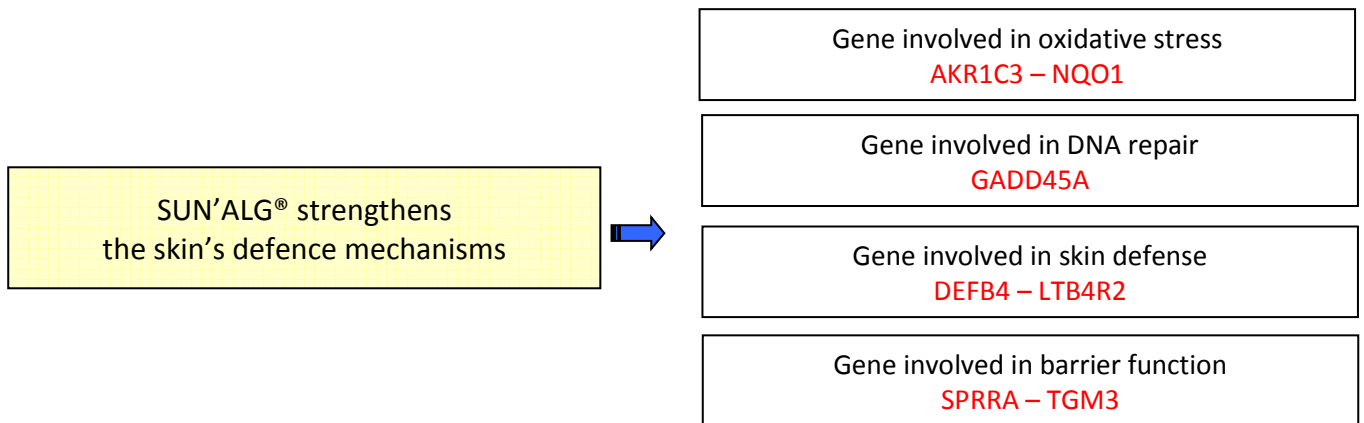 SUN'ALG® strengthens
the skin's defence mechanisms
Gene involved in oxidative stress
AKR1C3 – NQO1
Gene involved in DNA repair
GADD45A
Gene involved in skin defense
DEFB4 – LTB4R2
Gene involved in barrier function
SPRRA – TGM3